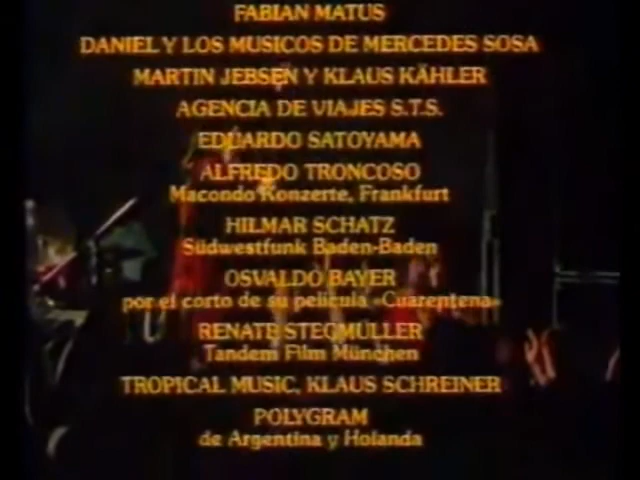 FABIAN MATUS
DANIEL Y LOS MUSICOS DE MERCEDES SOSA
MARTIN JEBSEN Y KLAUS KÄHLER
AGENCIA DE VIAJES S.T.S.
EDUARDO SATOYAMA
ALFREDO TRONCOSO
Macondo Konzerte, Frankfurt
HILMAR SCHATZ
Südwestfunk Baden-Baden
OSVALDO BAYER
por el corto de su película «Cuarentena»
RENATE STEGMÜLLER
Tandem Film München
TROPICAL MUSIC, KLAUS SCHREINER
POLYGRAM
de Argentina y Holanda